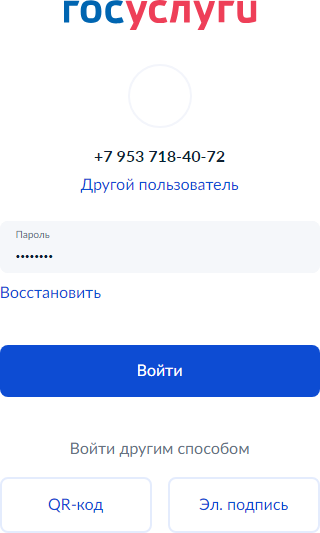 госуслуги
+7 953 718-40-72
Другой пользователь
Пароль
••••••••
Восстановить
Войти
Войти другим способом
QR-код
Эл. подпись